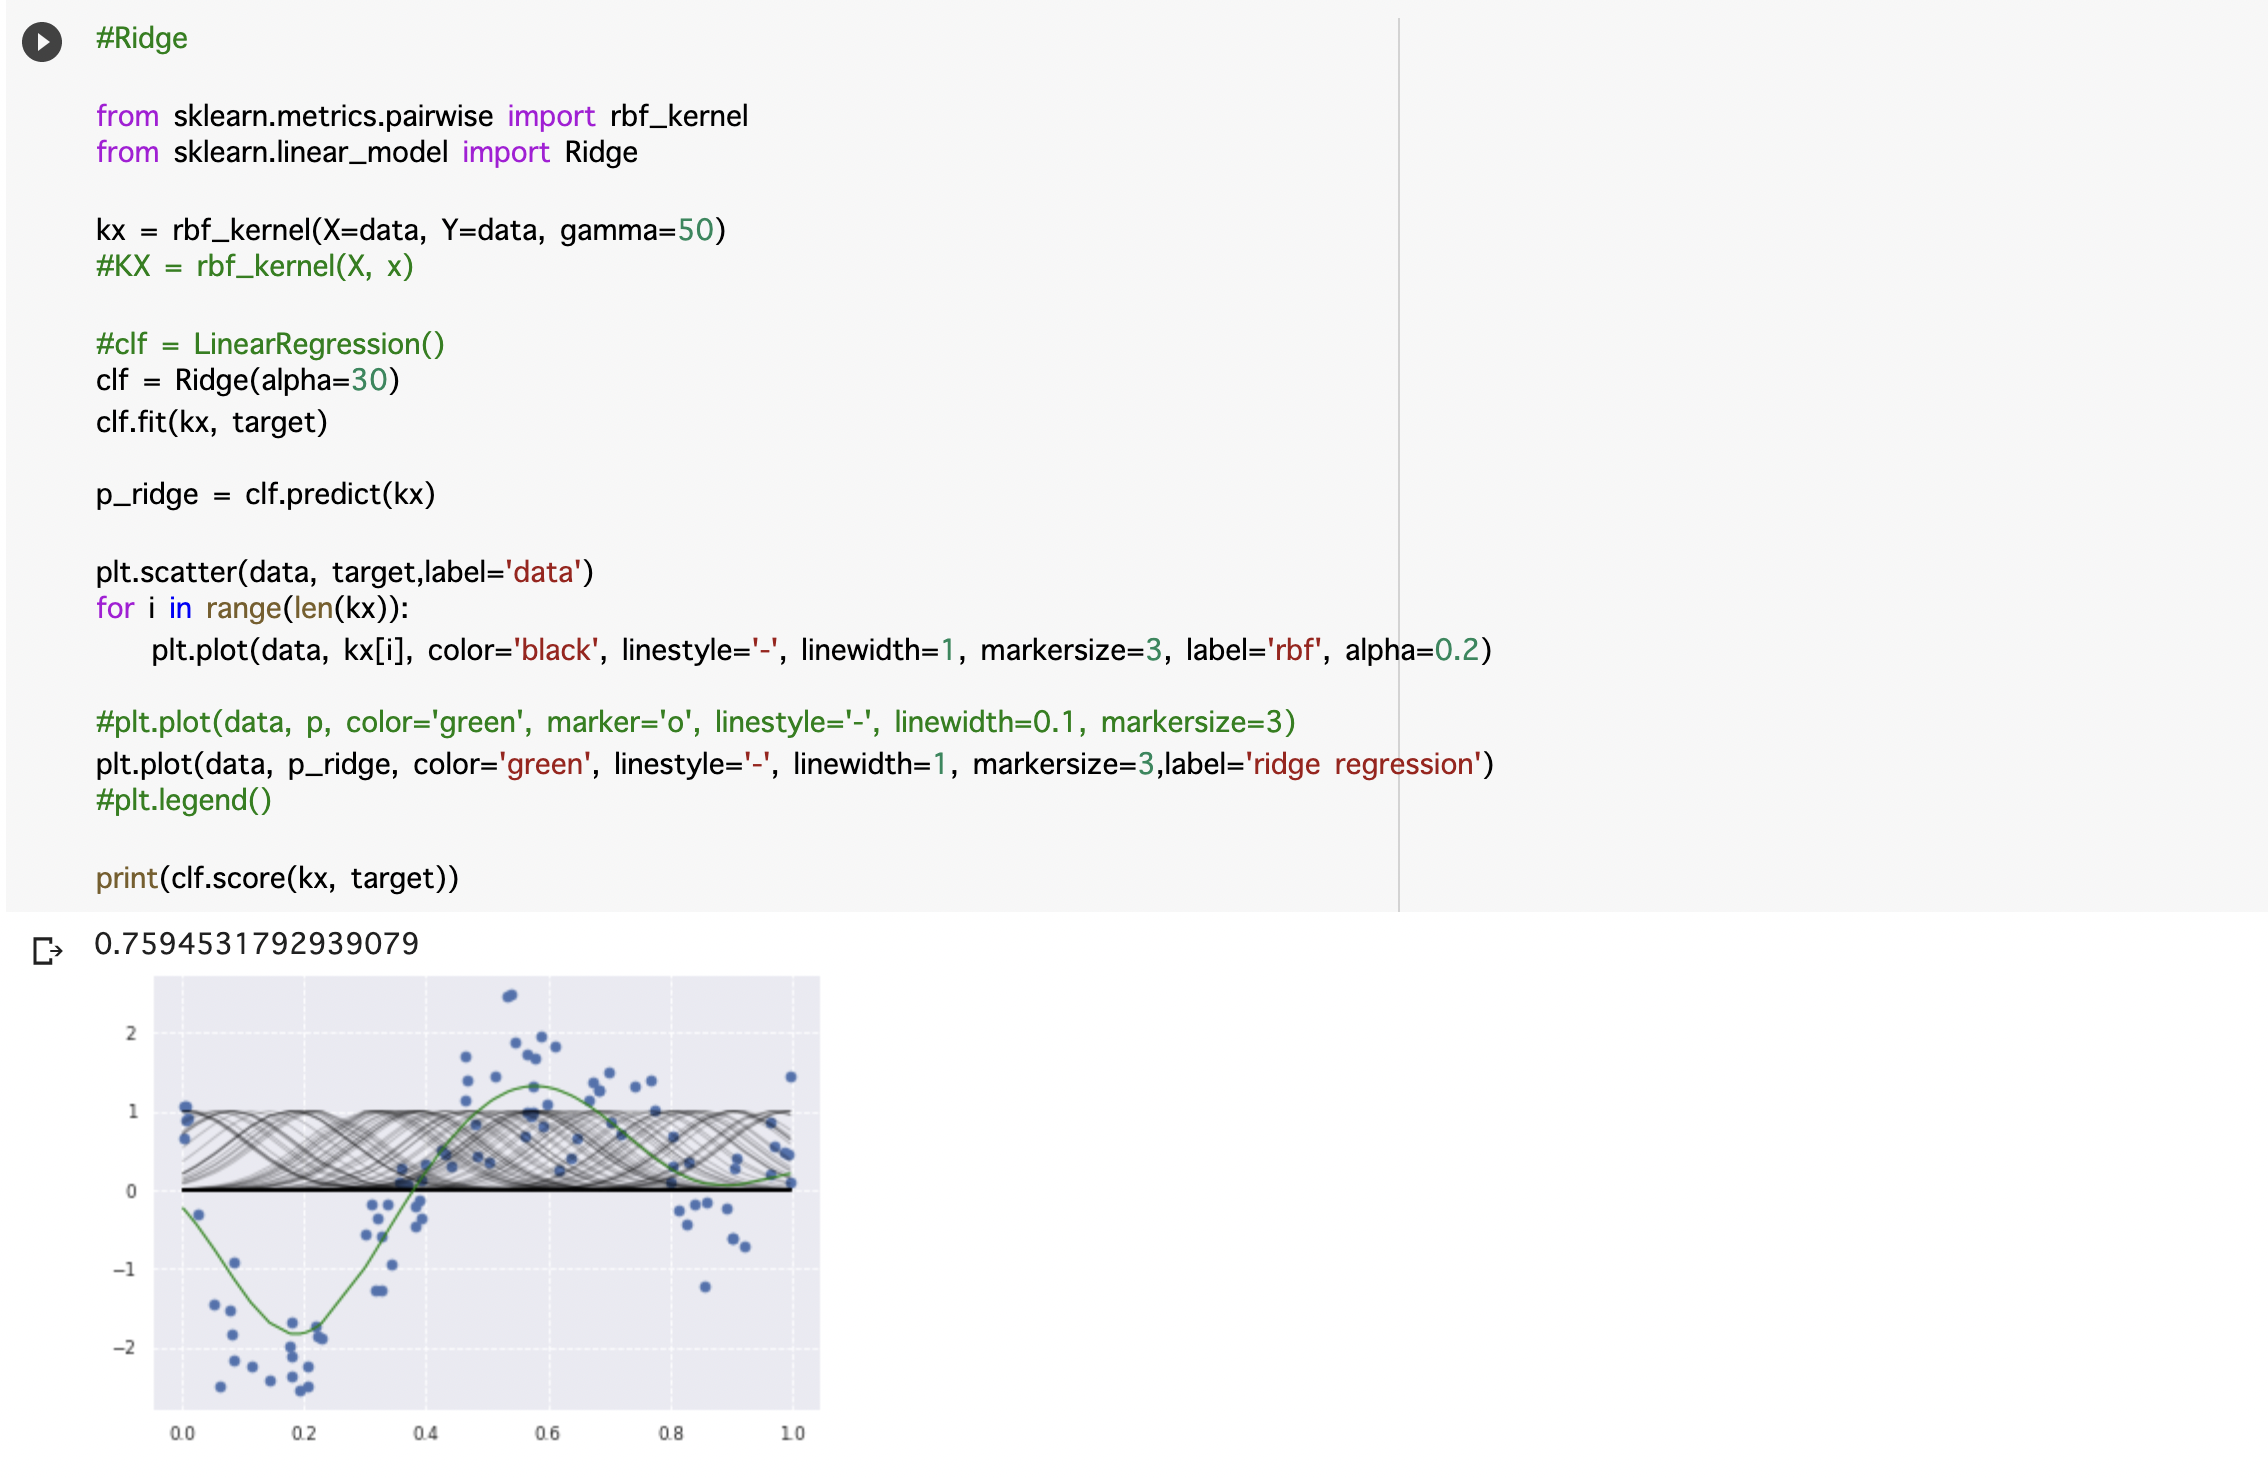 #Ridge
from sklearn.metrics.pairwise import rbf_kernel
from sklearn.linear_model import Ridge
kx = rbf_kernel(X=data, Y=data, gamma=50)
#KX = rbf_kernel(X, x)
#clf = LinearRegression()
clf = Ridge(alpha=30)
clf.fit(kx, target)
p_ridge = clf.predict(kx)
plt.scatter(data, target,label='data')
for i in range(len(kx)):
    plt.plot(data, kx[i], color='black', linestyle='-', linewidth=1, markersize=3, label='rbf', alpha=0.2)
#plt.plot(data, p, color='green', marker='o', linestyle='-', linewidth=0.1, markersize=3)
plt.plot(data, p_ridge, color='green', linestyle='-', linewidth=1, markersize=3,label='ridge regression')
#plt.legend()
print(clf.score(kx, target))
0.7594531792939079
2
1
0
−1
−2
0.0 0.2 0.4 0.6 0.8 1.0